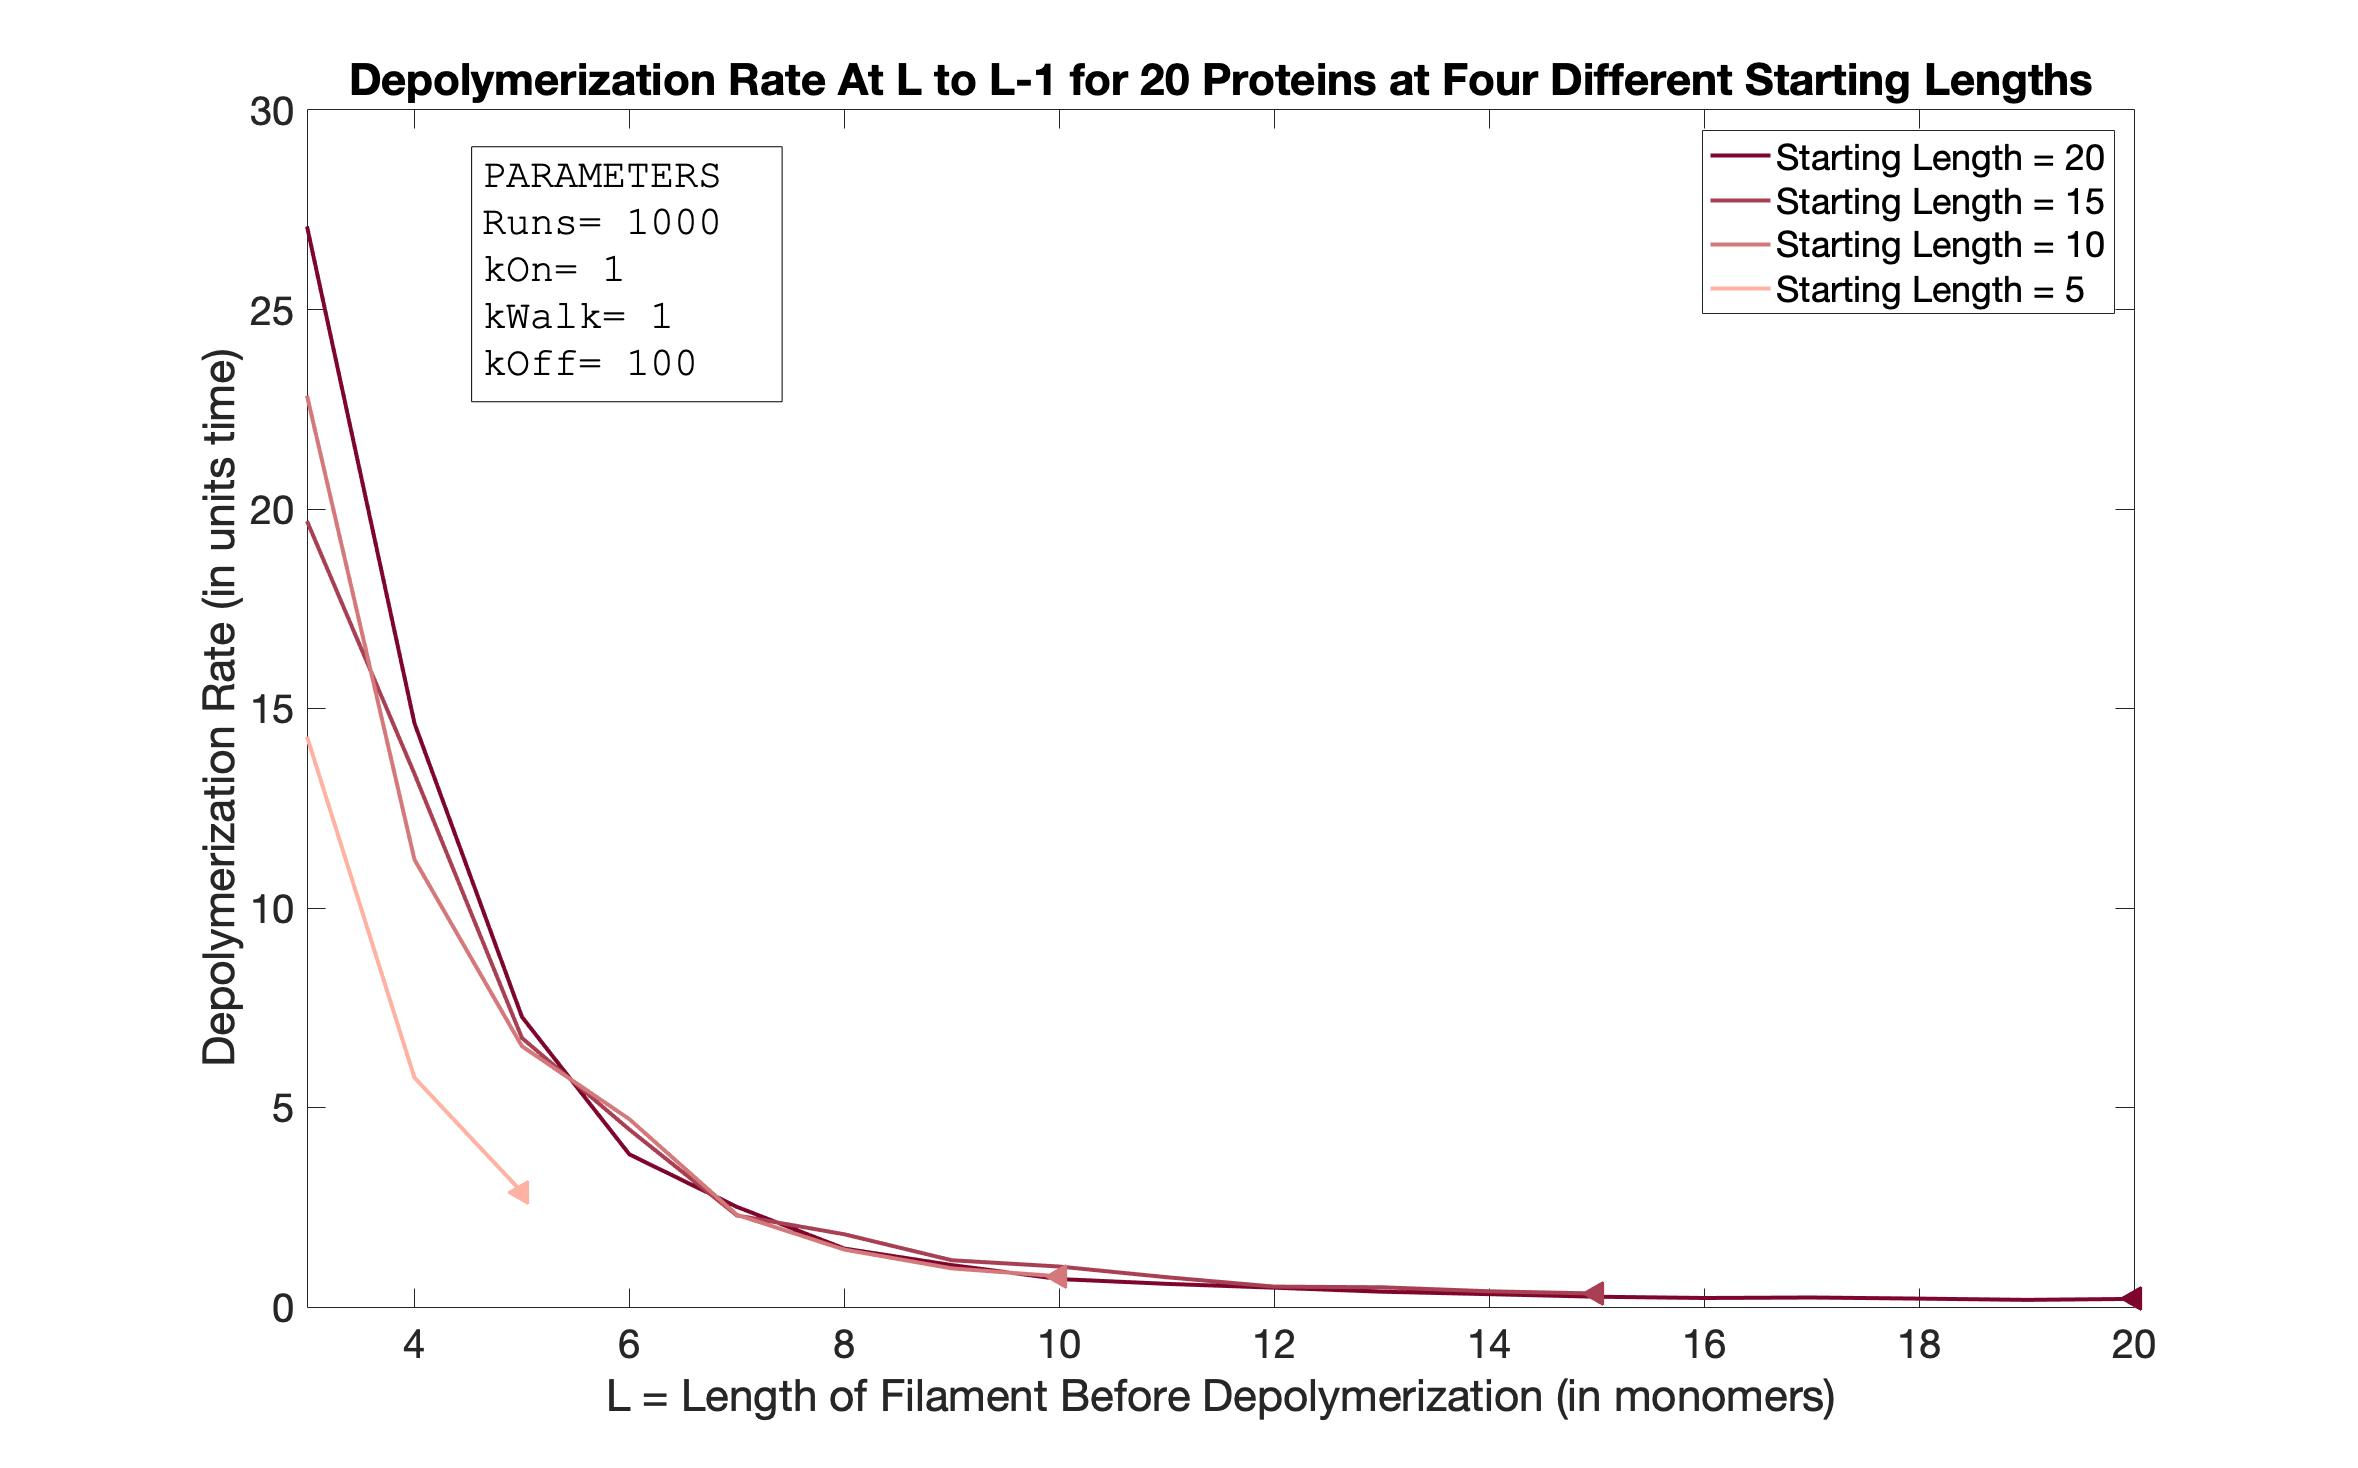 Depolymerization Rate At L to L-1 for 20 Proteins at Four Different Starting Lengths
30
25
20
15
10
5
0
Depolymerization Rate (in units time)
PARAMETERS
Runs= 1000
kOn= 1
kWalk= 1
kOff= 100
Starting Length = 20
Starting Length = 15
Starting Length = 10
Starting Length = 5
4 6 8 10 12 14 16 18 20
L = Length of Filament Before Depolymerization (in monomers)